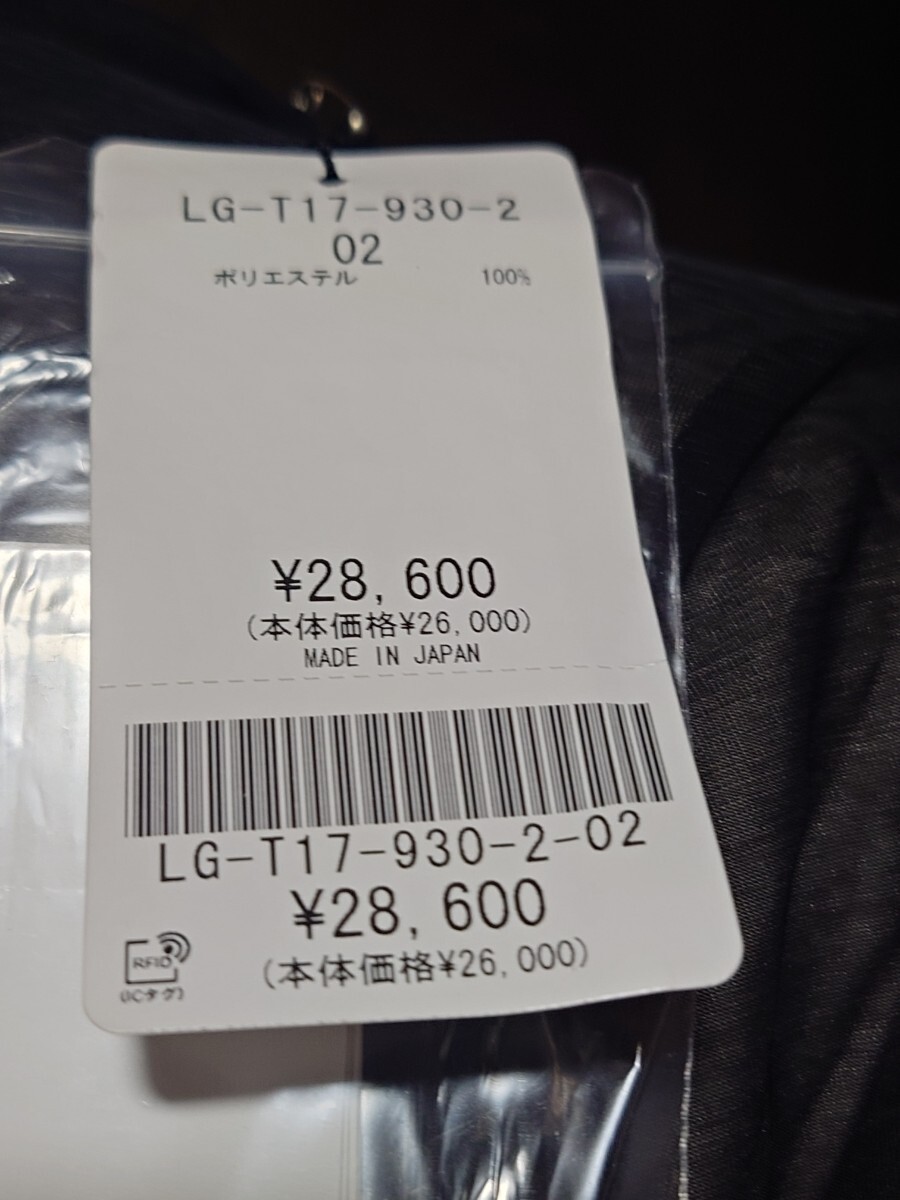 LG-T17-930-2
02
ポリエステル 100%
¥28,600
(本体価格¥26,000)
MADE IN JAPAN
LG-T17-930-2-02
¥28,600
(本体価格¥26,000)
RFID
(ICタグ)